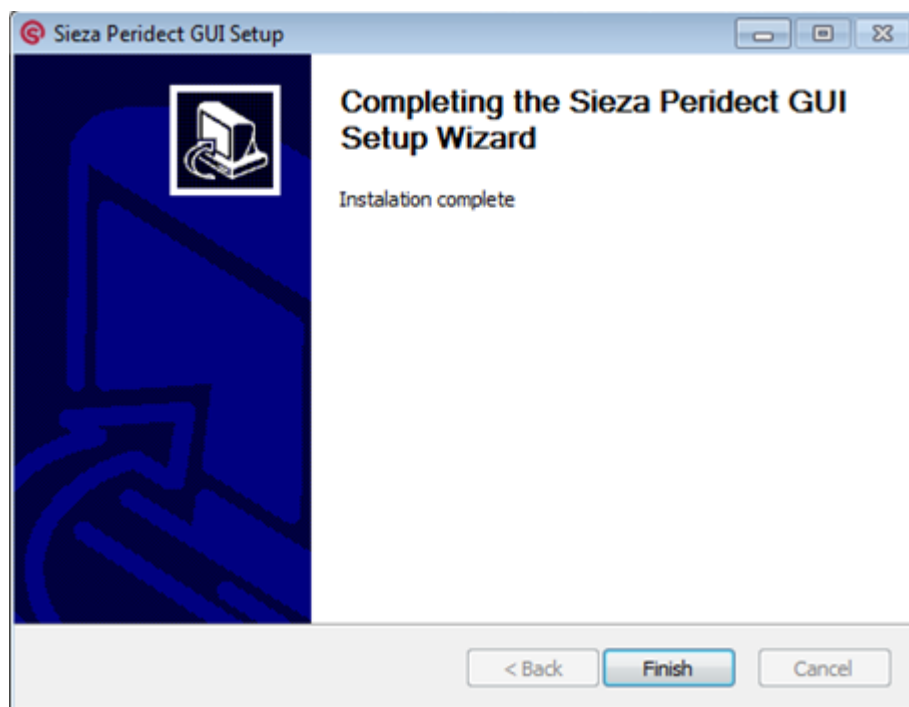 Sieza Peridect GUI Setup
Completing the Sieza Peridect GUI
Setup Wizard
Instalation complete
< Back
Finish
Cancel